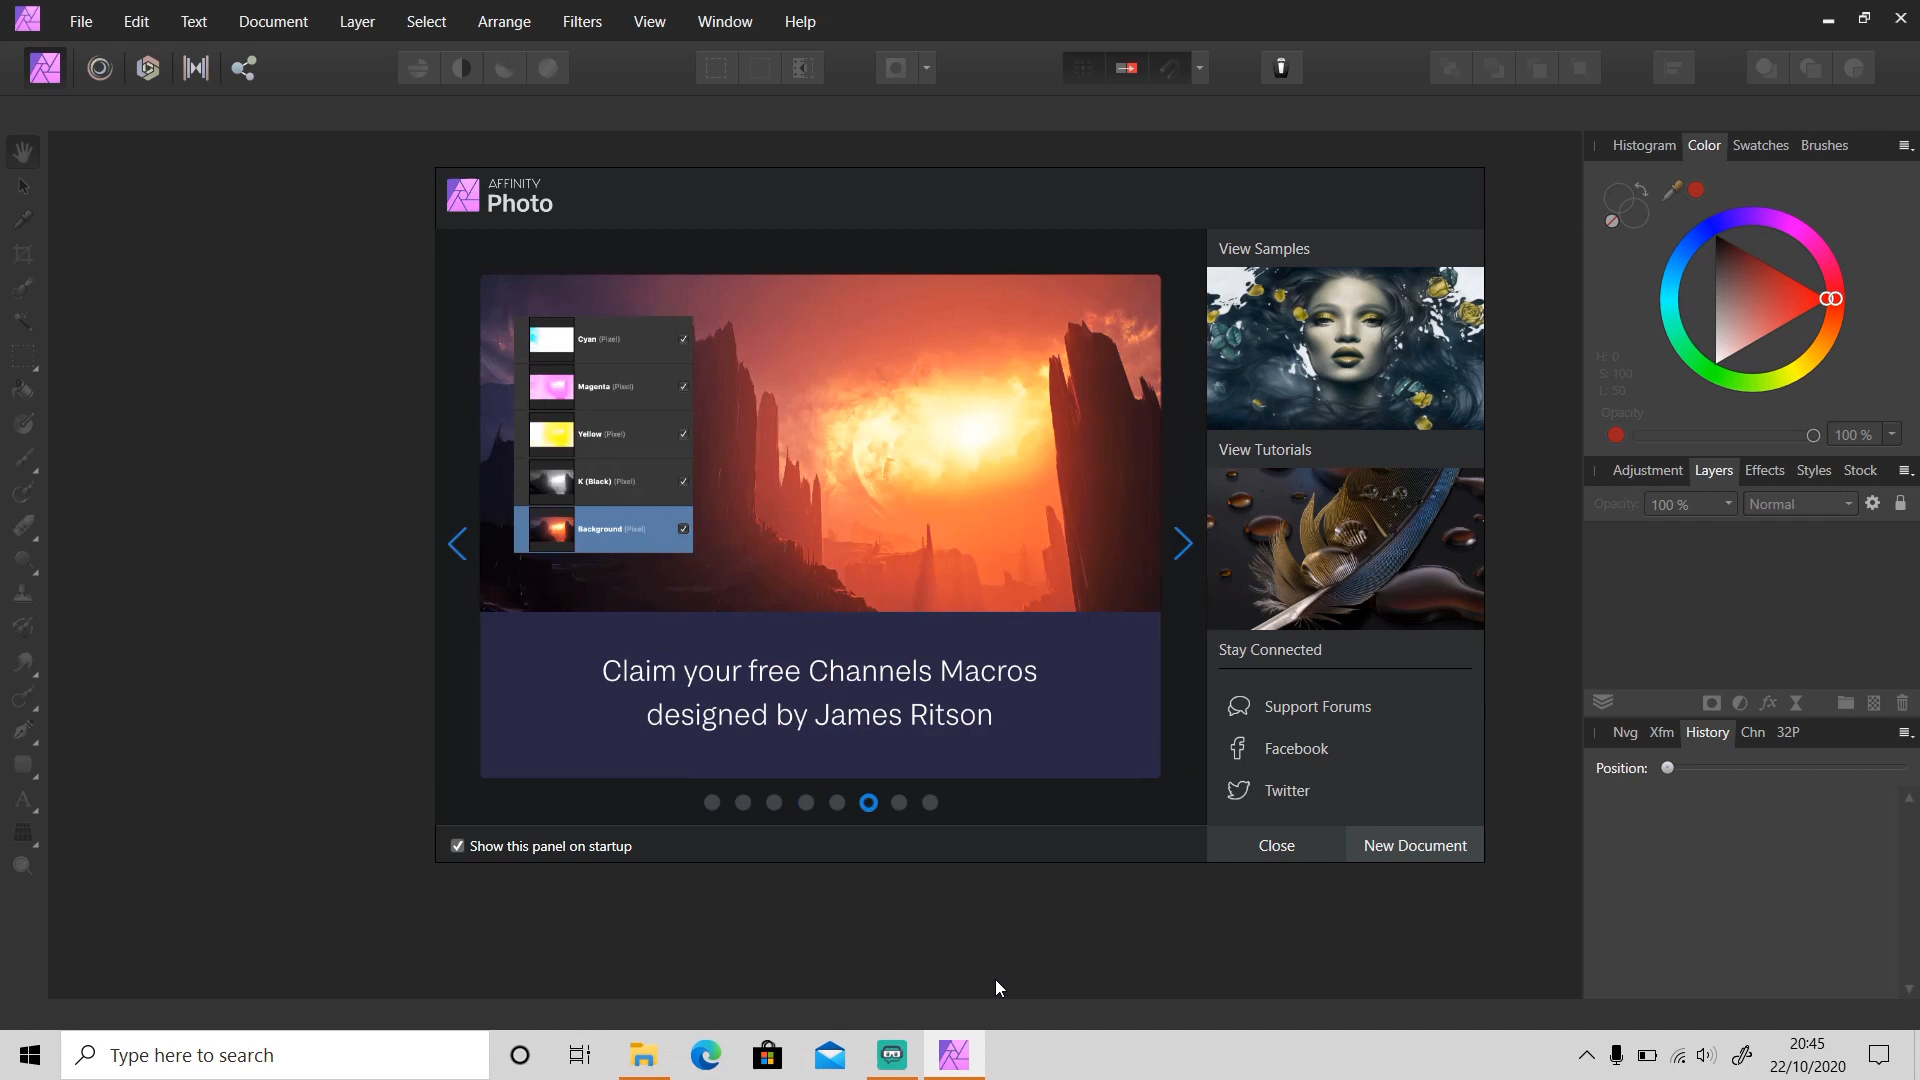 File Edit Text Document Layer Select Arrange Filters View Window Help
Histogram Color Swatches Brushes
AFFINITY
Photo
View Samples
Cyan (Pixel)
Magenta (Pixel)
Yellow (Pixel)
K (Black) (Pixel)
Background (Pixel)
H: 0
S: 100
L: 50
Opacity
100 %
View Tutorials
Adjustment Layers Effects Styles Stock
Opacity: 100 % Normal
Claim your free Channels Macros
designed by James Ritson
Stay Connected
Support Forums
Facebook
Twitter
Nvg Xfm History Chn 32P
Position:
Show this panel on startup
Close New Document
Type here to search
20:45
22/10/2020